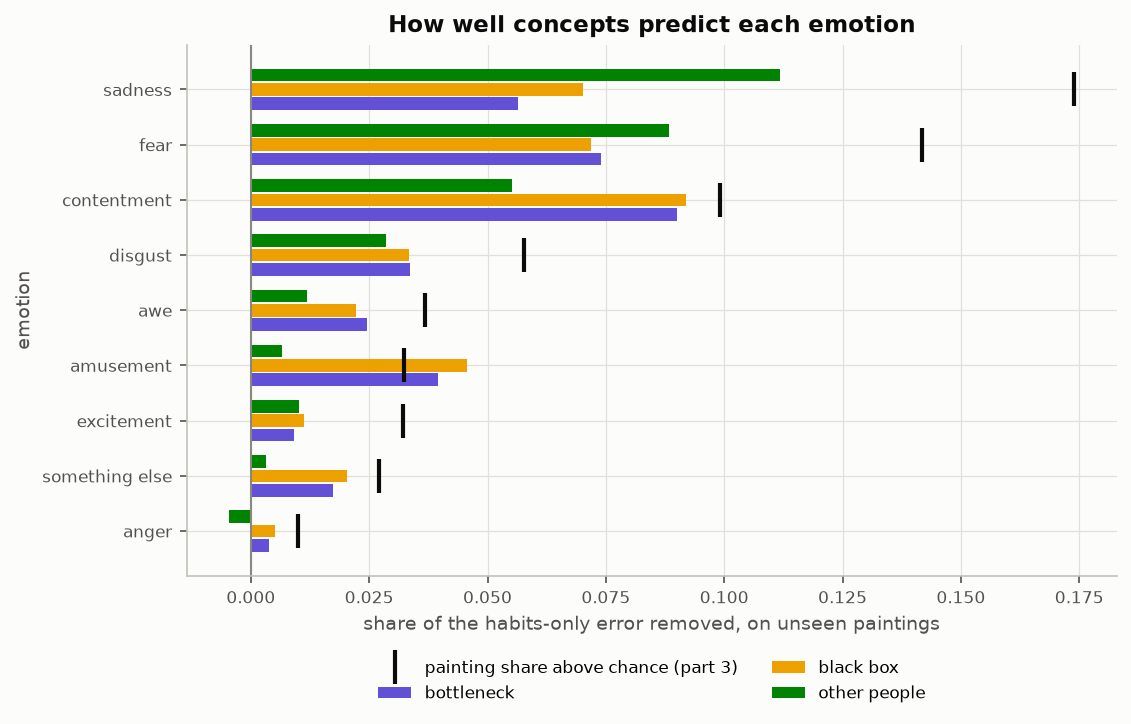 How well concepts predict each emotion
emotion
sadness
fear
contentment
disgust
awe
amusement
excitement
something else
anger
0.000 0.025 0.050 0.075 0.100 0.125 0.150 0.175
share of the habits-only error removed, on unseen paintings
painting share above chance (part 3) black box
bottleneck other people